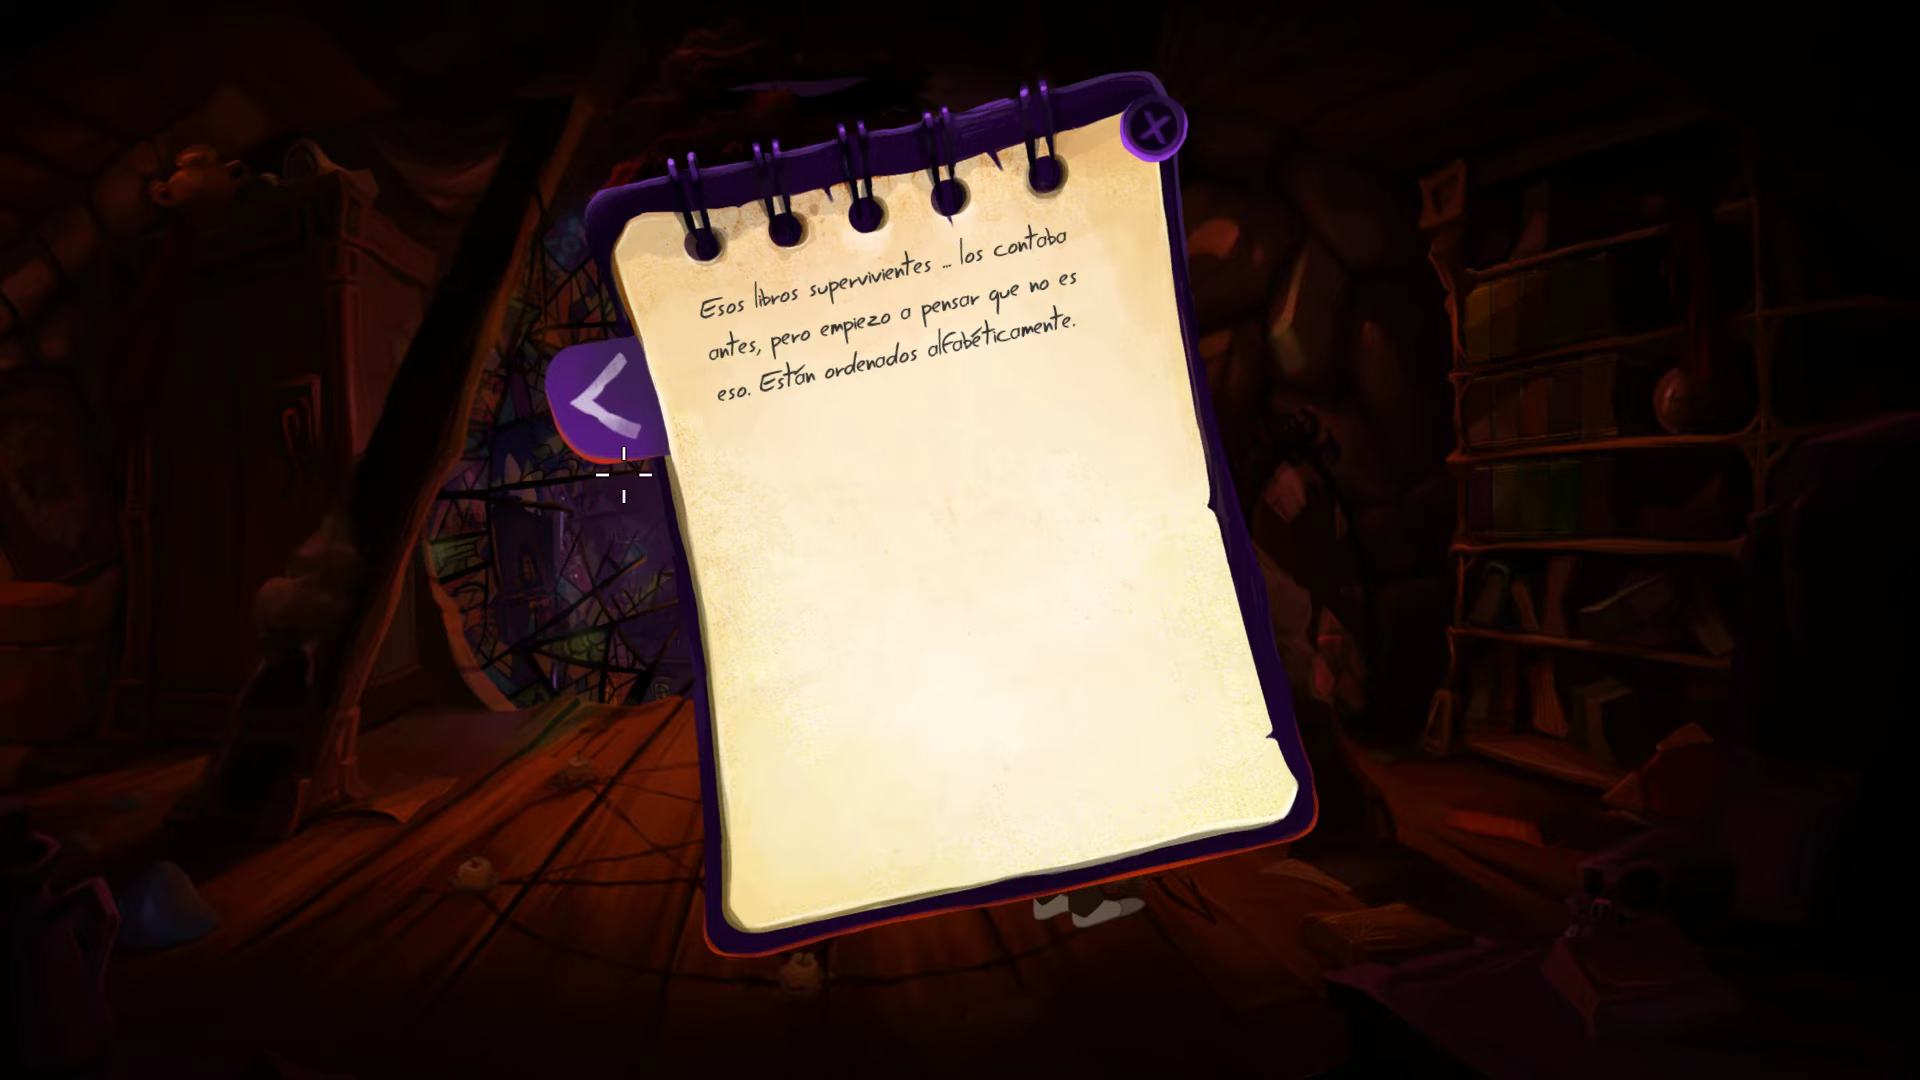 Esos libros supervivientes ... los contaba
antes, pero empiezo a pensar que no es
eso. Están ordenados alfabéticamente.